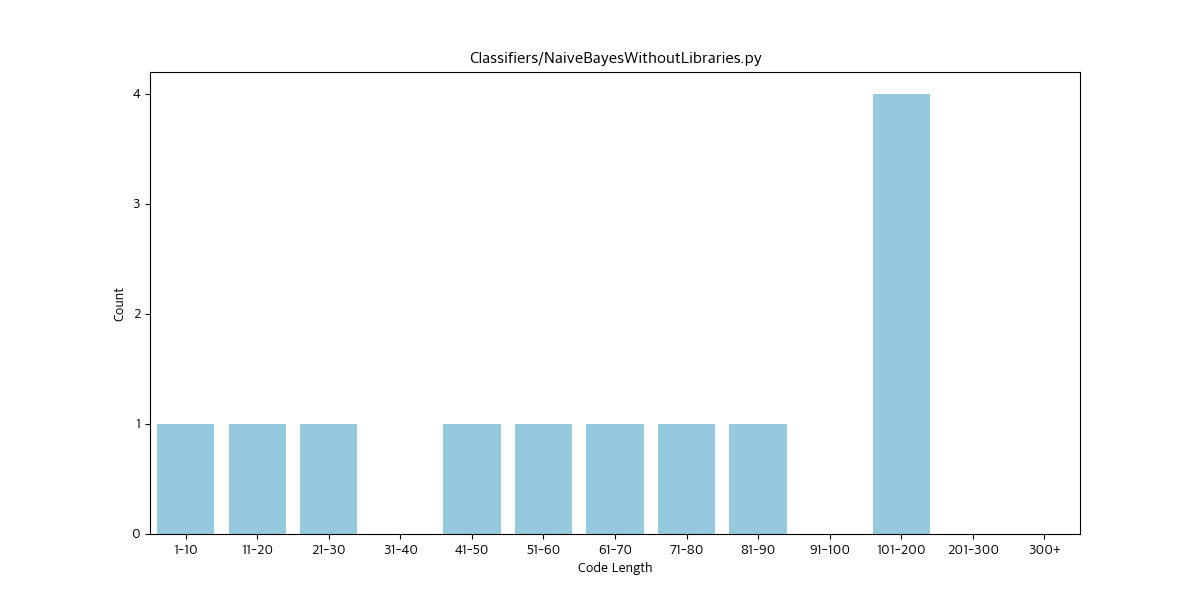 Classifiers/NaiveBayesWithoutLibraries.py
4
3
2
1
0
Count
1-10 11-20 21-30 31-40 41-50 51-60 61-70 71-80 81-90 91-100 101-200 201-300 300+
Code Length